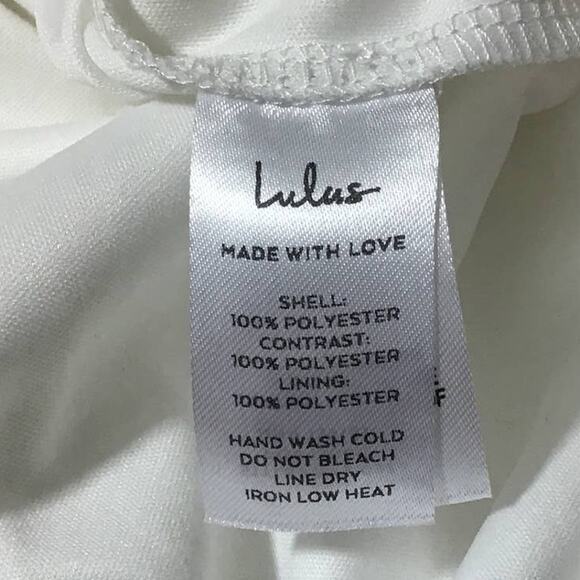 Lulus
MADE WITH LOVE
SHELL:
100% POLYESTER
CONTRAST:
100% POLYESTER
LINING:
100% POLYESTER
HAND WASH COLD
DO NOT BLEACH
LINE DRY
IRON LOW HEAT